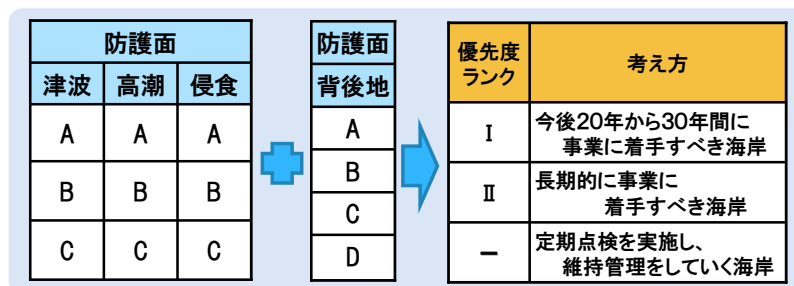 防護面
津波 高潮 侵食
A A A
B B B
C C C
防護面
背後地
A
B
C
D
優先度
ランク
考え方
Ⅰ
今後20年から30年間に
事業に着手すべき海岸
Ⅱ
長期的に事業に
着手すべき海岸
－
定期点検を実施し、
維持管理をしていく海岸